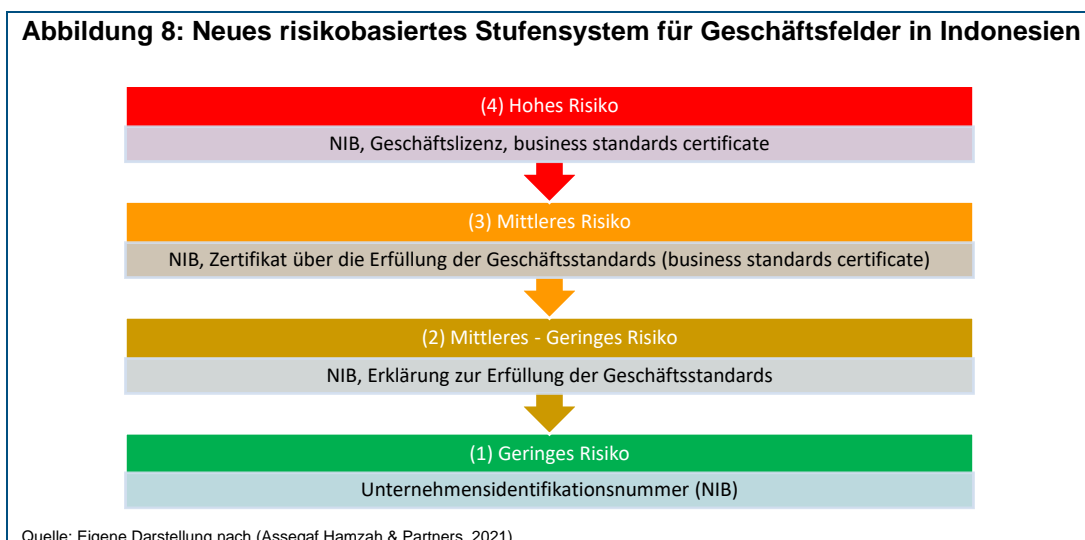 Abbildung 8: Neues risikobasiertes Stufensystem für Geschäftsfelder in Indonesien
(4) Hohes Risiko
NIB, Geschäftslizenz, business standards certificate
(3) Mittleres Risiko
NIB, Zertifikat über die Erfüllung der Geschäftsstandards (business standards certificate)
(2) Mittleres - Geringes Risiko
NIB, Erklärung zur Erfüllung der Geschäftsstandards
(1) Geringes Risiko
Unternehmensidentifikationsnummer (NIB)
Quelle: Eigene Darstellung nach (Assegaf Hamzah & Partners, 2021)